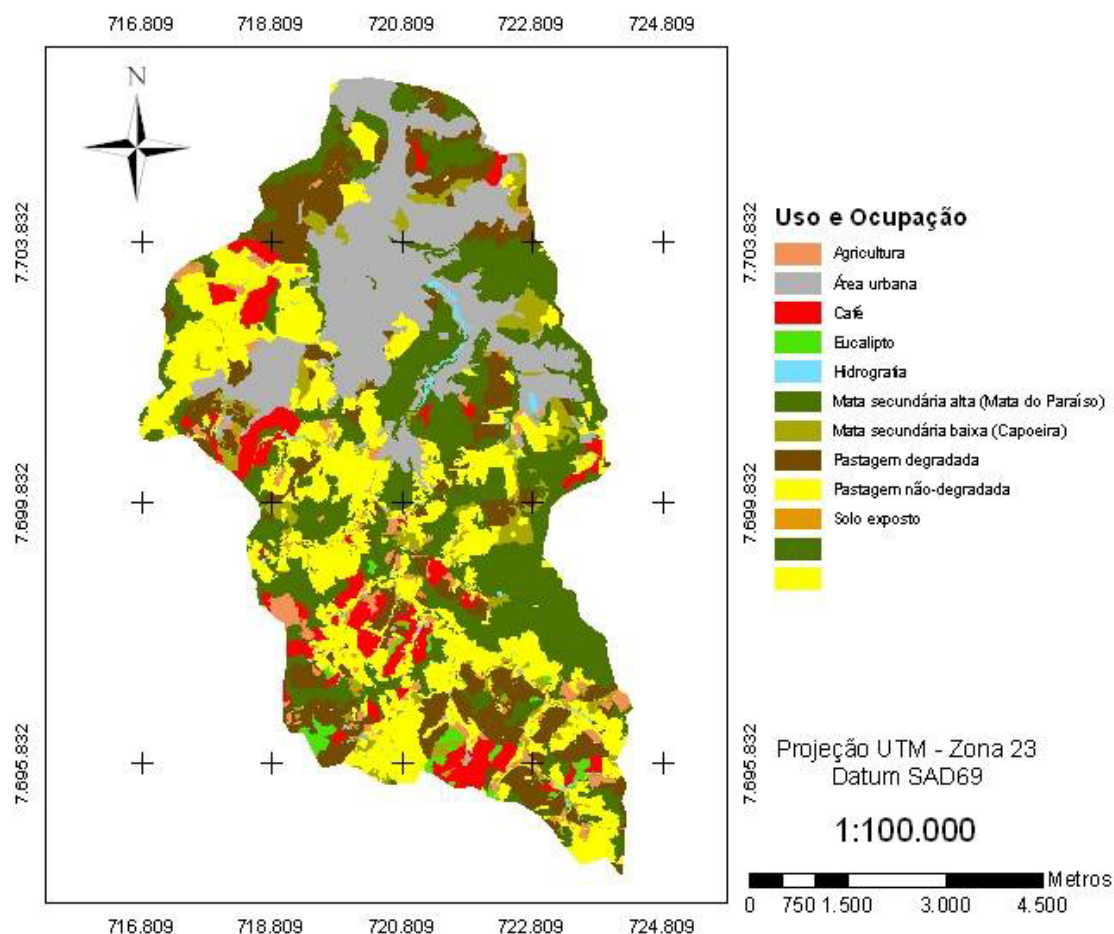 716.809 718.809 720.809 722.809 724.809
N
7.703.832 7.703.832
7.699.832 7.699.832
7.695.832 7.695.832
Uso e Ocupação
Agricultura
Área urbana
Café
Eucalipto
Hidrografia
Mata secundária alta (Mata do Paraíso)
Mata secundária baixa (Capoeira)
Pastagem degradada
Pastagem não-degradada
Solo exposto
Projeção UTM - Zona 23
Datum SAD69
1:100.000
Metros
0 750 1.500 3.000 4.500
716.809 718.809 720.809 722.809 724.809